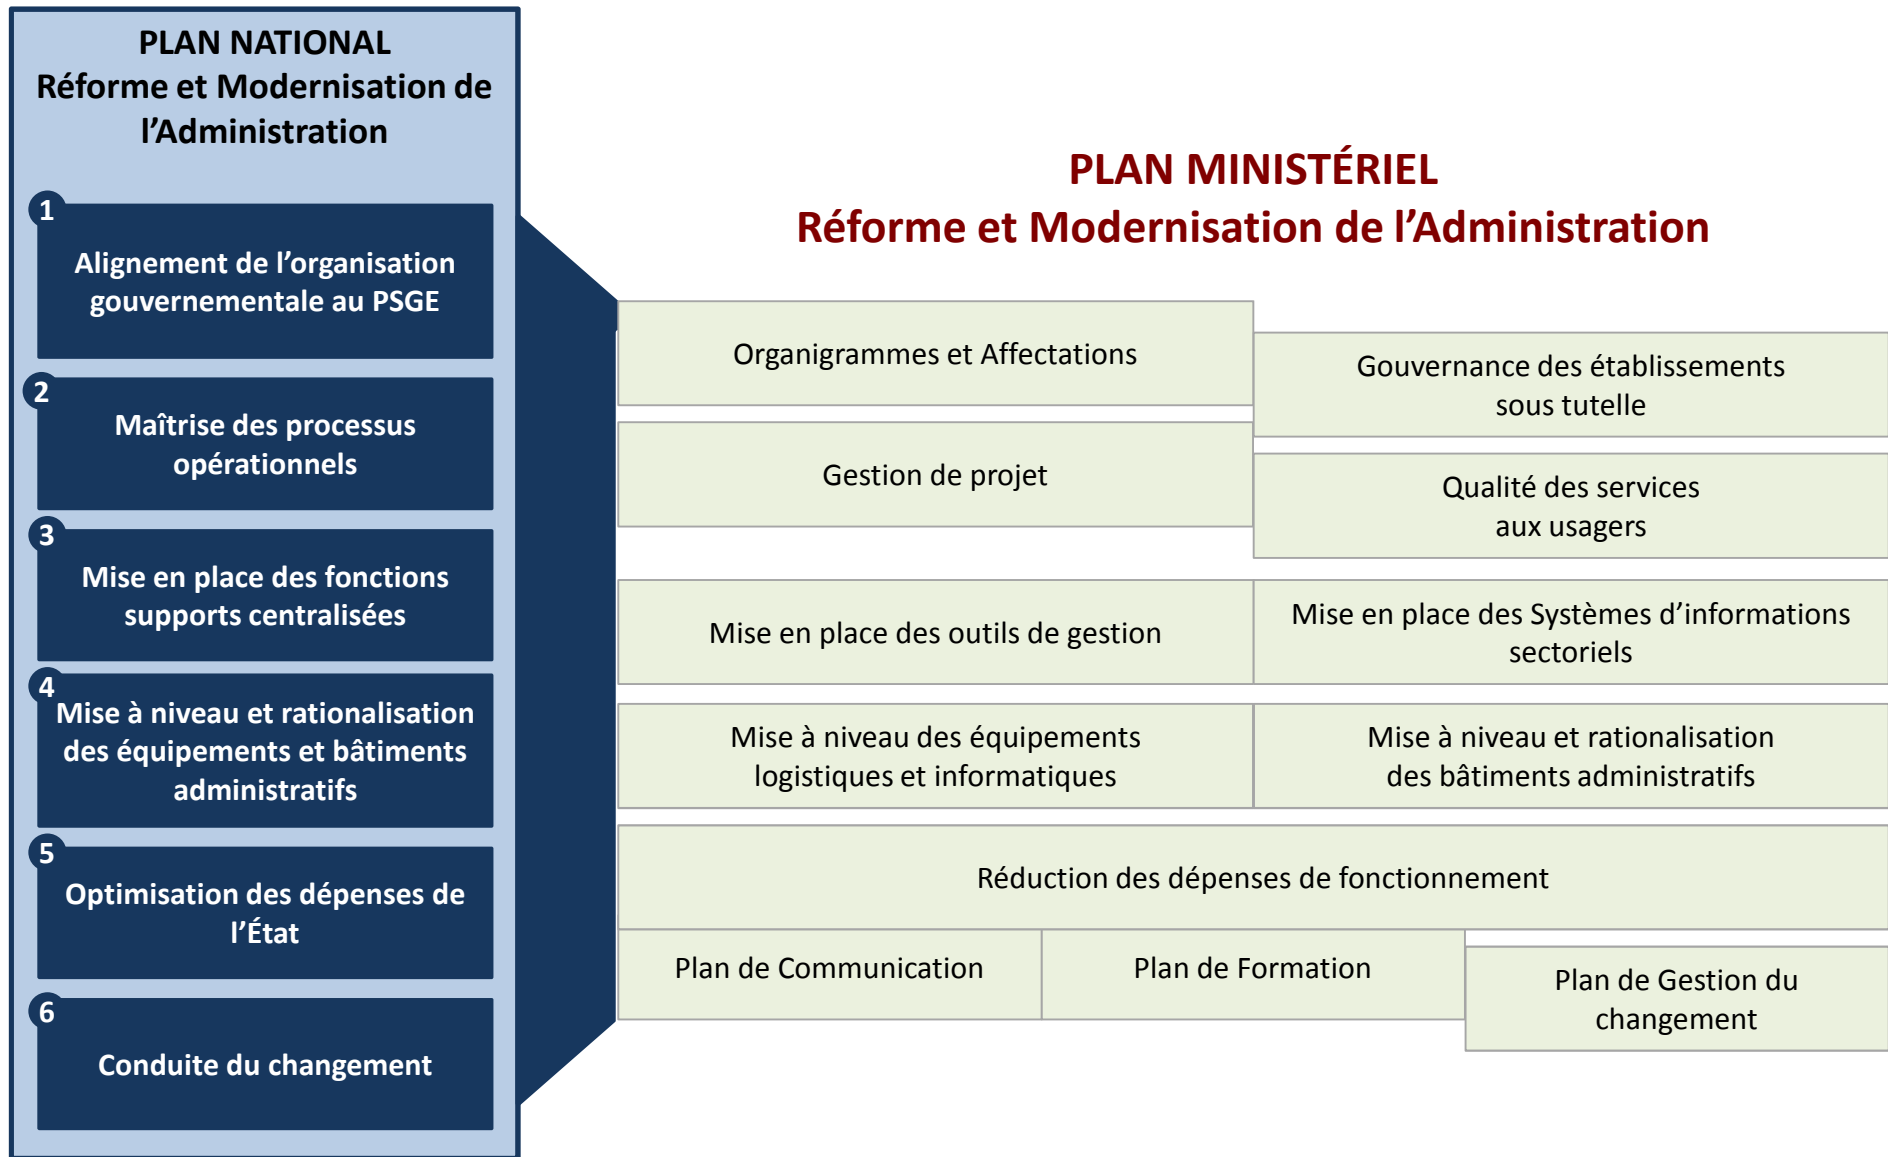 PLAN NATIONAL
Réforme et Modernisation de
l’Administration
1
Alignement de l’organisation
gouvernementale au PSGE
2
Maîtrise des processus
opérationnels
3
Mise en place des fonctions
supports centralisées
4
Mise à niveau et rationalisation
des équipements et bâtiments
administratifs
5
Optimisation des dépenses de
l’État
6
Conduite du changement
PLAN MINISTÉRIEL
Réforme et Modernisation de l’Administration
Organigrammes et Affectations
Gouvernance des établissements
sous tutelle
Gestion de projet
Qualité des services
aux usagers
Mise en place des outils de gestion
Mise en place des Systèmes d’informations
sectoriels
Mise à niveau des équipements
logistiques et informatiques
Mise à niveau et rationalisation
des bâtiments administratifs
Réduction des dépenses de fonctionnement
Plan de Communication
Plan de Formation
Plan de Gestion du
changement